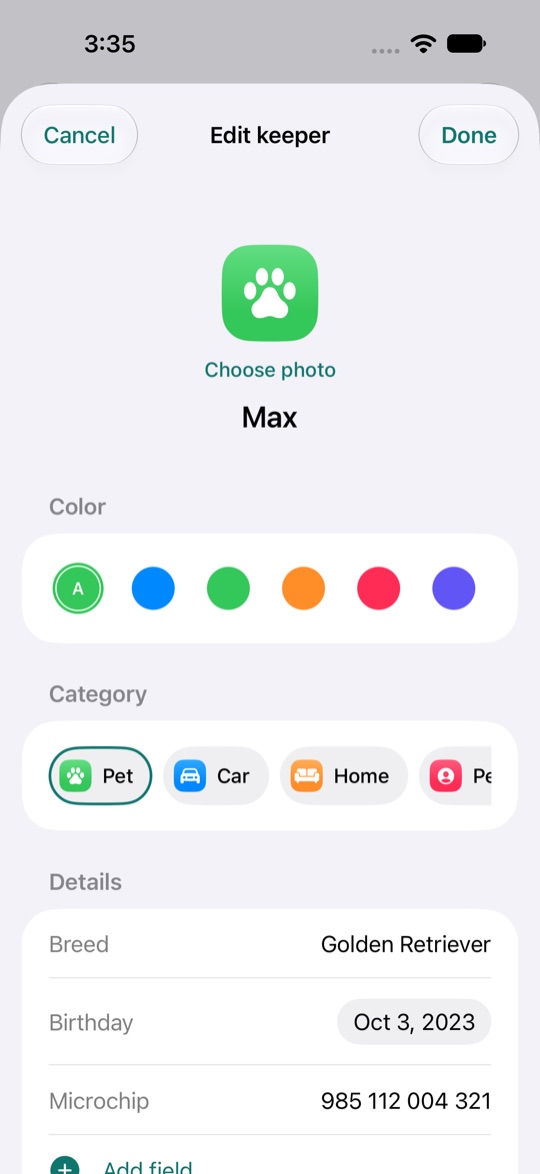 3:35
Cancel
Edit keeper
Done
Choose photo
Max
Color
A
Category
Pet
Car
Home
Pe
Details
Breed
Golden Retriever
Birthday
Oct 3, 2023
Microchip
985 112 004 321
Add field